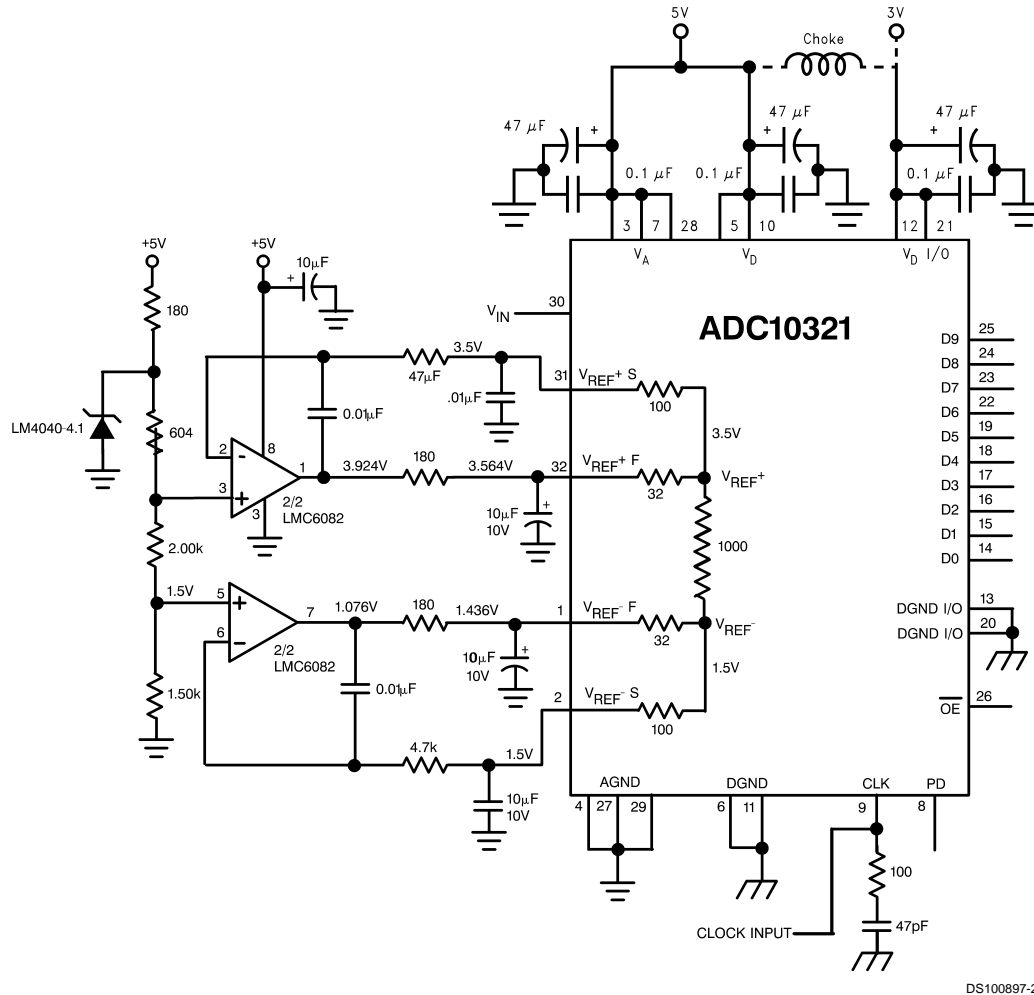 5V
3V
Choke
47 μF
+
+
47 μF
+
47 μF
0.1 μF
0.1 μF
0.1 μF
3
7
28
5
10
12
21
V_A
V_D
V_D I/O
+5V
+5V
10μF
+
180
V_IN
30
ADC10321
D9
25
D8
24
D7
23
D6
22
D5
19
D4
18
D3
17
D2
16
D1
15
D0
14
3.5V
47μF
.01μF
31
V_REF+ S
100
3.5V
LM4040-4.1
604
0.01μF
2
-
8
1
3.924V
180
3.564V
32
V_REF+ F
32
V_REF+
3
+
3
2/2
LMC6082
10μF
10V
+
2.00k
1000
1.5V
5
+
7
1.076V
180
1.436V
1
V_REF- F
32
V_REF-
6
-
2/2
LMC6082
10μF
10V
+
1.5V
DGND I/O
13
DGND I/O
20
1.50k
0.01μF
2
V_REF- S
100
OE
26
4.7k
1.5V
10μF
10V
AGND
DGND
CLK
PD
4
27
29
6
11
9
8
100
CLOCK INPUT
47pF
DS100897-2